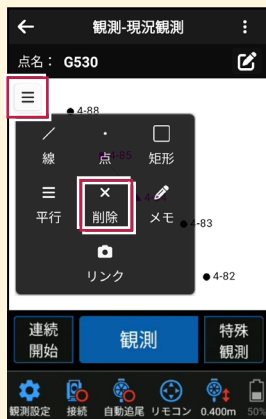 観測-現況観測
点名： G530
4-88
線 点 矩形
4-85
平行 削除 メモ
4-83
リンク
4-82
連続開始 観測 特殊観測
観測設定 接続 自動追尾 リモコン 0.400m 50%